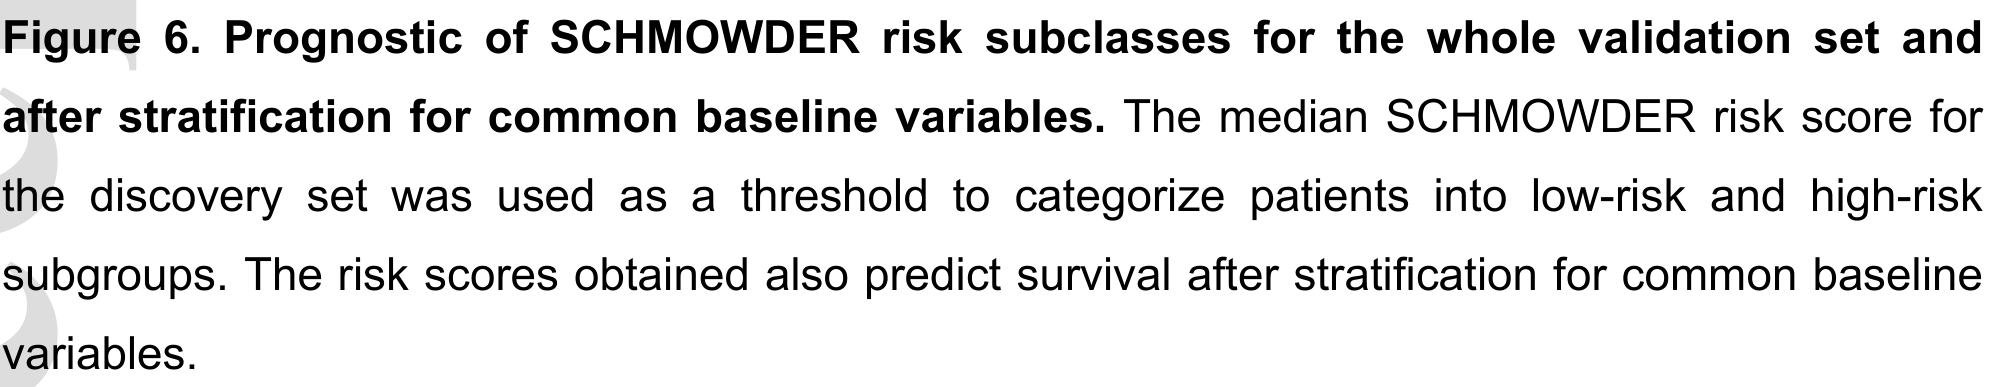 Figure 6. Prognostic of SCHMOWDER risk subclasses for the whole validation set and
after stratification for common baseline variables. The median SCHMOWDER risk score for
the discovery set was used as a threshold to categorize patients into low-risk and high-risk
subgroups. The risk scores obtained also predict survival after stratification for common baseline
variables.